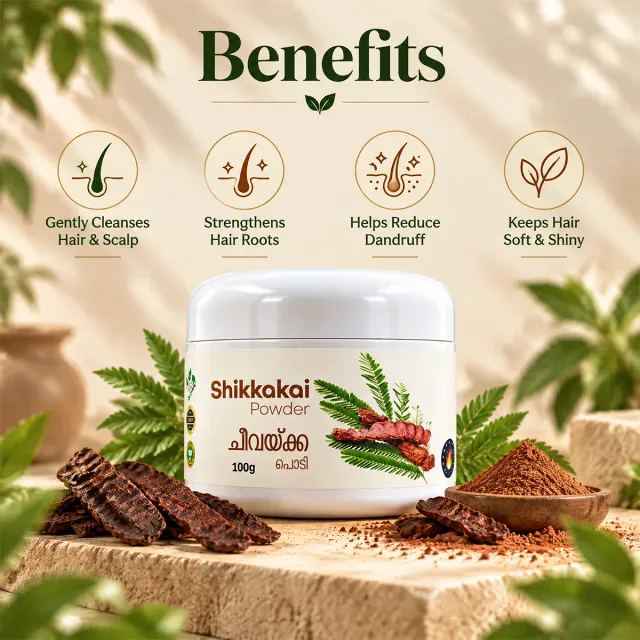 Benefits
Gently Cleanses
Hair & Scalp
Strengthens
Hair Roots
Helps Reduce
Dandruff
Keeps Hair
Soft & Shiny
Shikkakai
Powder
ചീവയ്ക്ക
പൊടി
100g